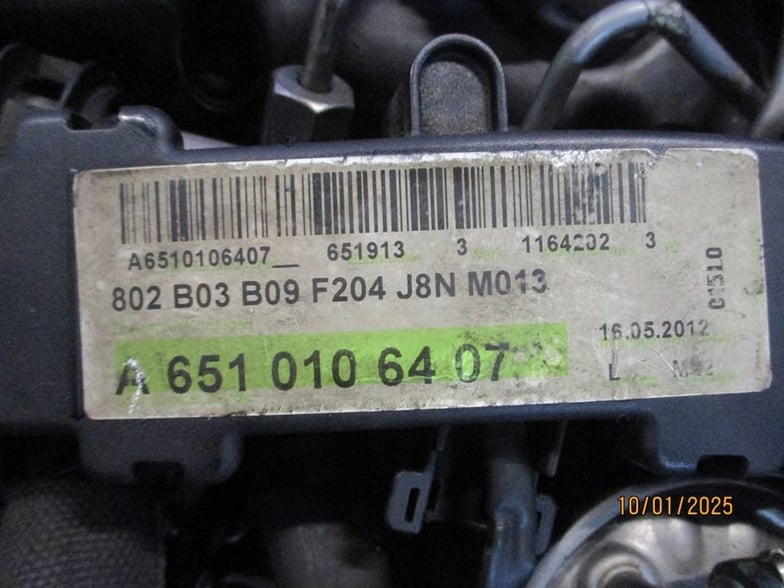 A6510106407__ 651913 3 1164202 3
802 B03 B09 F204 J8N M013
01510
16.05.2012
A 651 010 64 07
L
10/01/2025